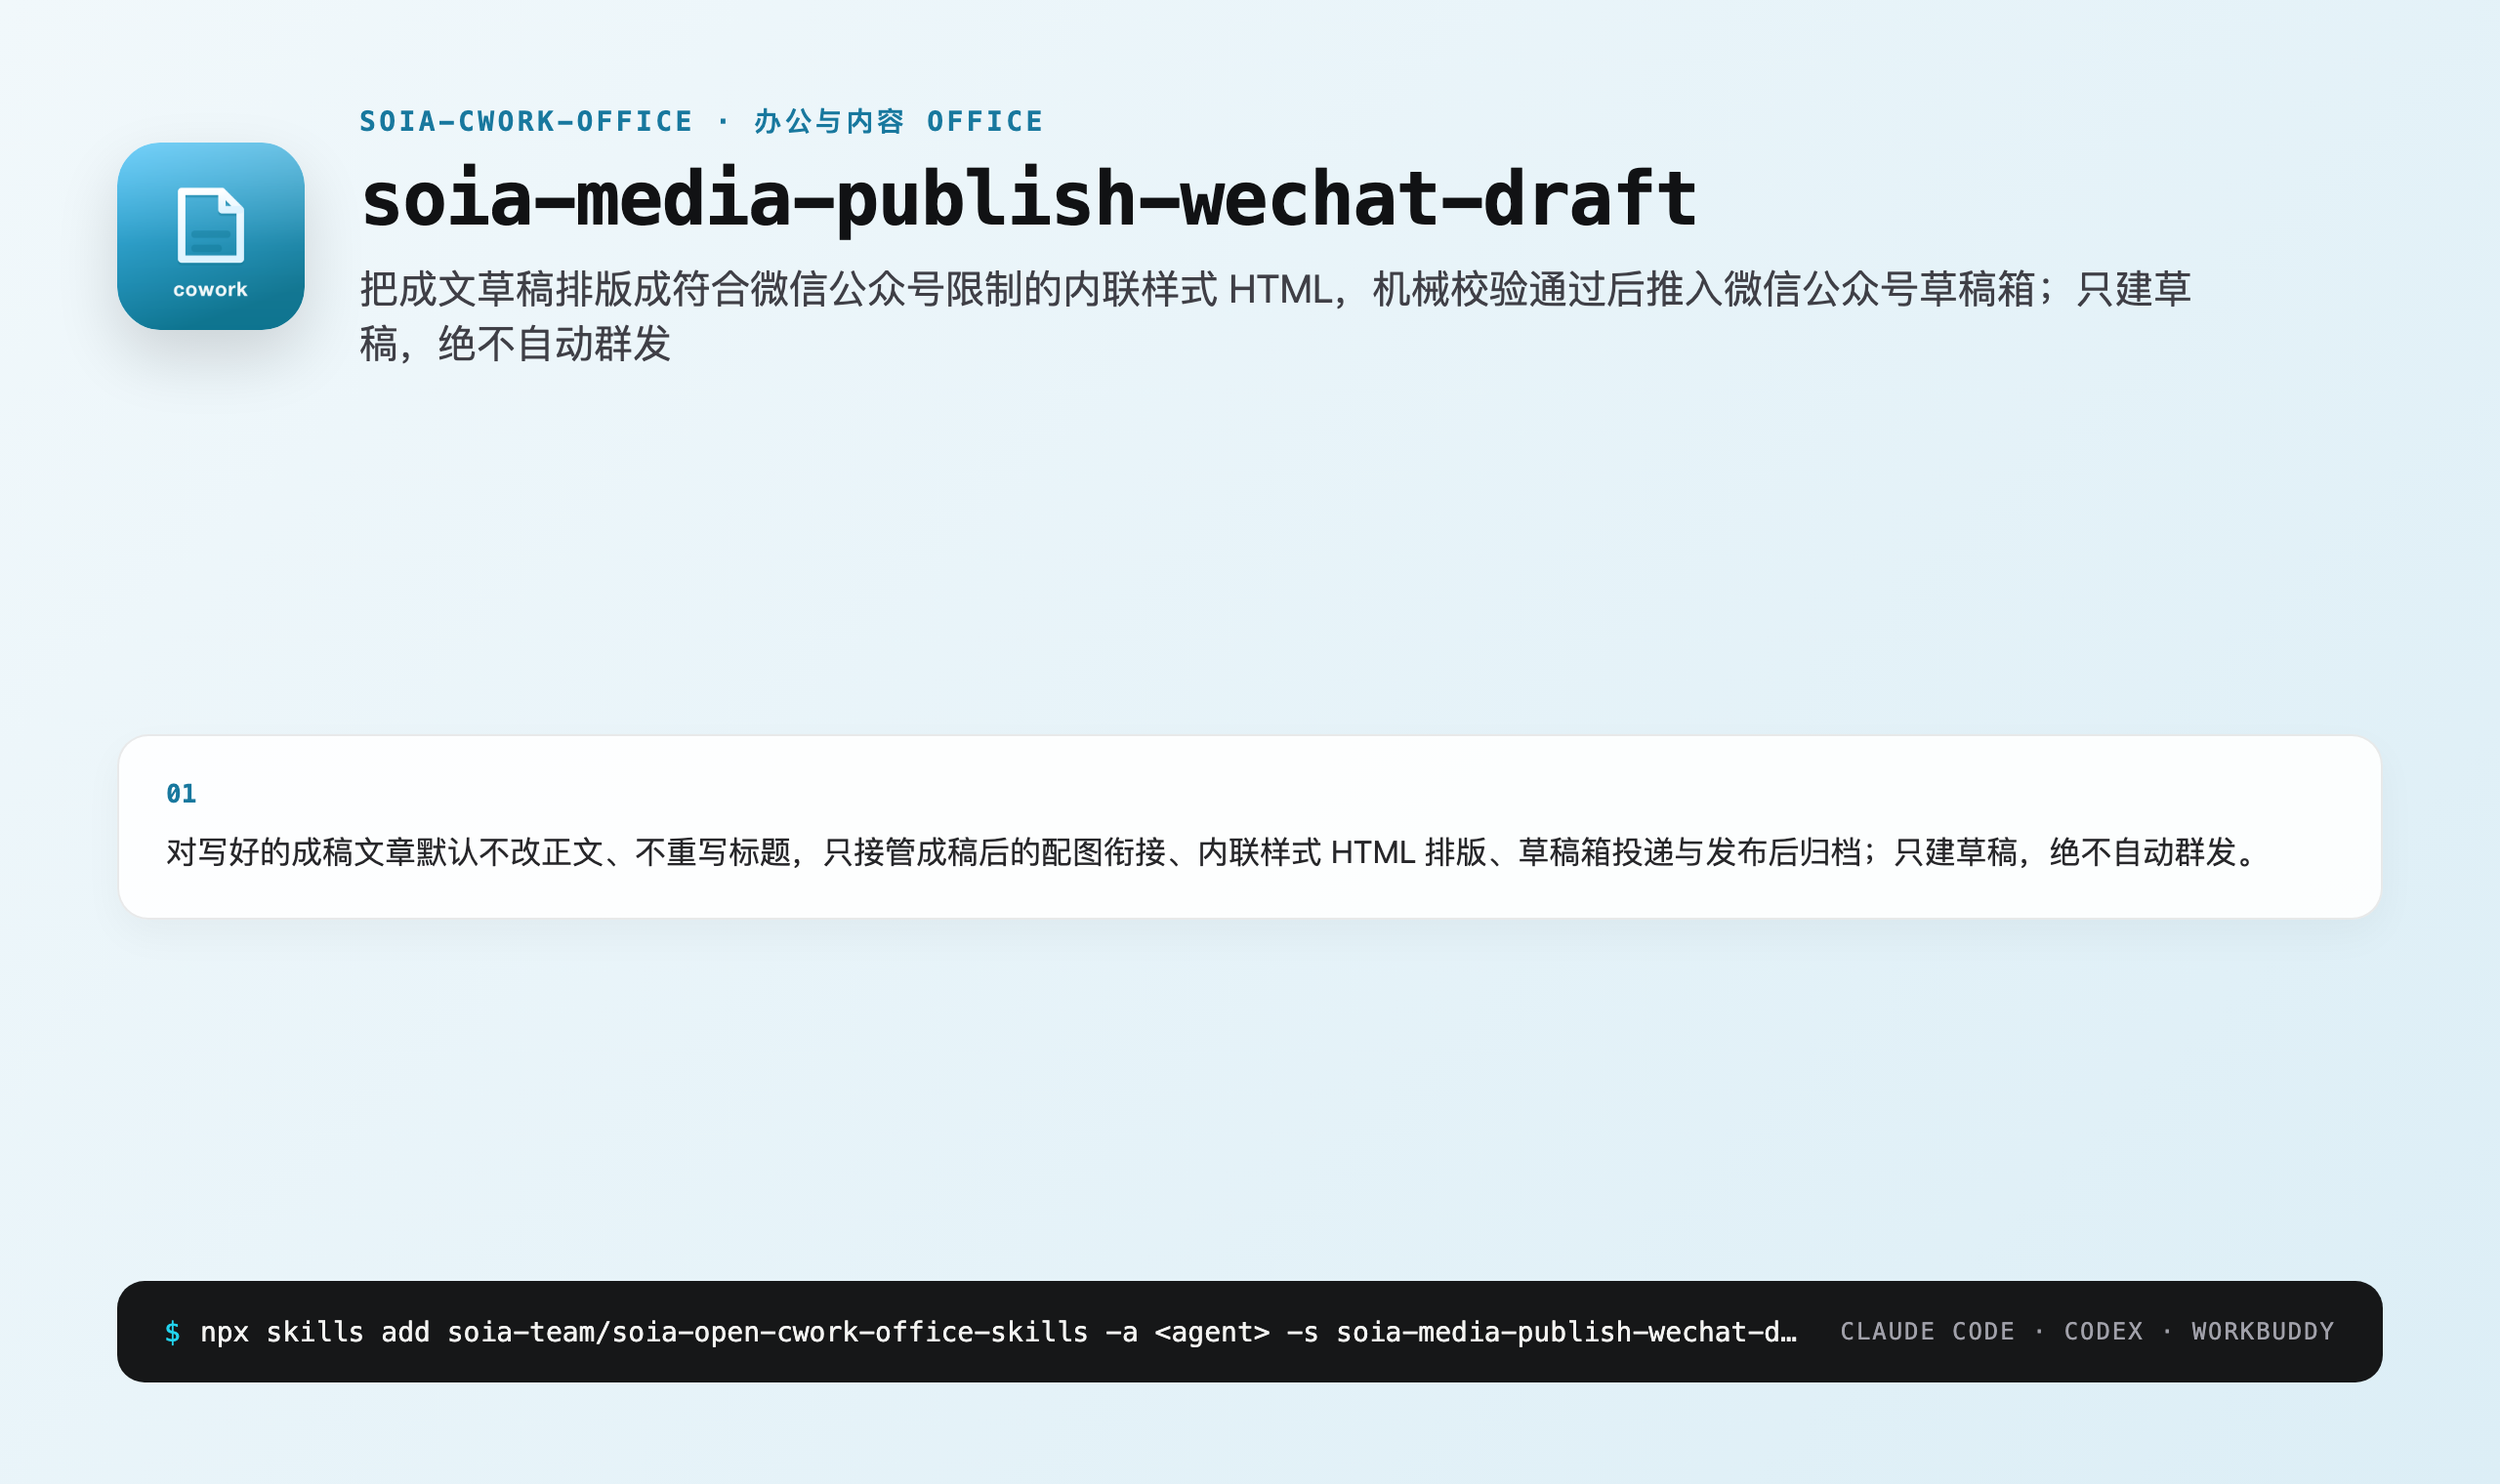 SOIA-CWORK-OFFICE · 办公与内容 OFFICE
soia-media-publish-wechat-draft
cowork
把成文草稿排版成符合微信公众号限制的内联样式 HTML，机械校验通过后推入微信公众号草稿箱；只建草
稿，绝不自动群发
01
对写好的成稿文章默认不改正文、不重写标题，只接管成稿后的配图衔接、内联样式 HTML 排版、草稿箱投递与发布后归档；只建草稿，绝不自动群发。
$ npx skills add soia-team/soia-open-cwork-office-skills -a <agent> -s soia-media-publish-wechat-d… CLAUDE CODE · CODEX · WORKBUDDY